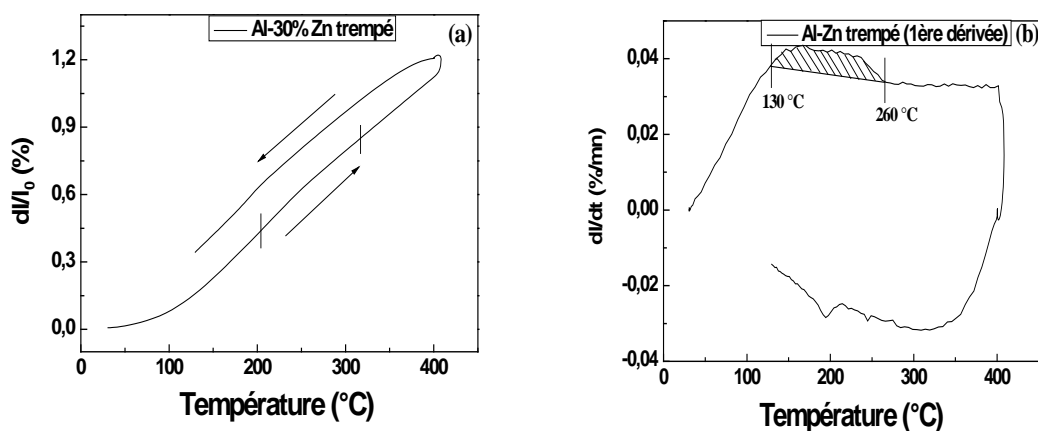 Al-30% Zn trempé
(a)
1,2
0,9
0,6
0,3
0,0
dl/l₀ (%)
0
100
200
300
400
Température (°C)
Al-Zn trempé (1ère dérivée)
(b)
0,04
0,02
0,00
-0,02
-0,04
dl/dt (%/mn)
130 °C
260 °C
0
100
200
300
400
Température (°C)